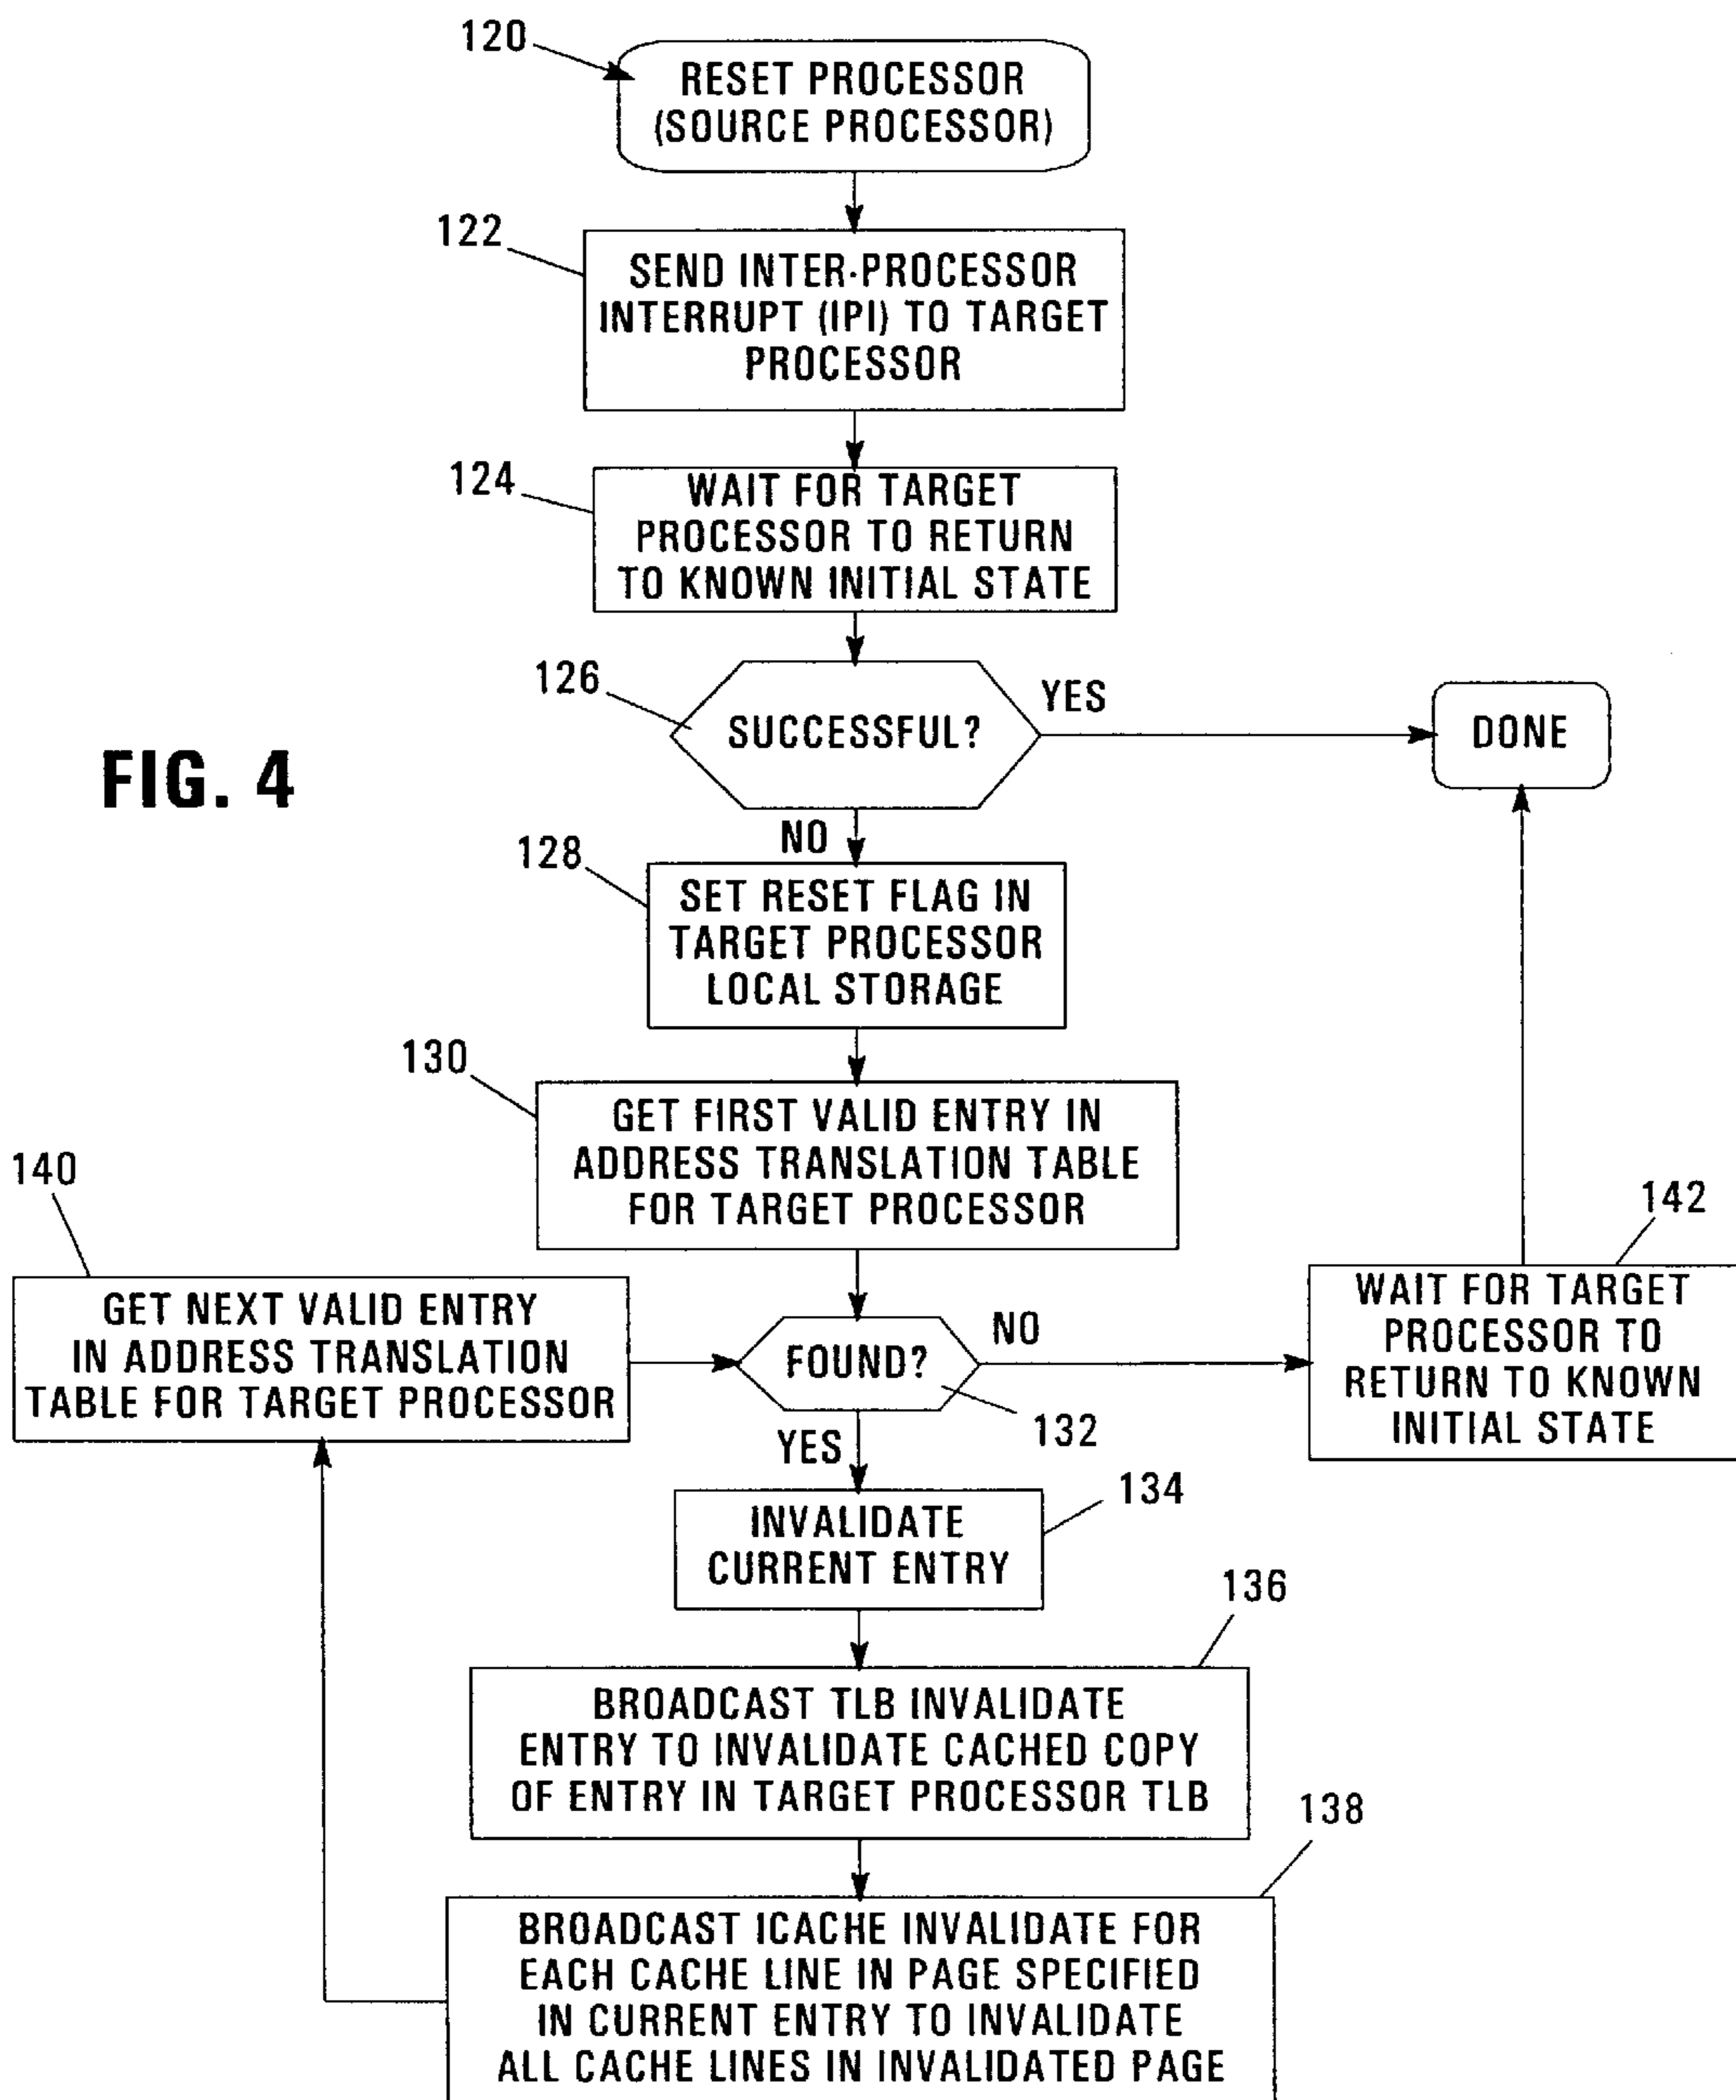 120
RESET PROCESSOR
(SOURCE PROCESSOR)
122
SEND INTER-PROCESSOR
INTERRUPT (IPI) TO TARGET
PROCESSOR
124
WAIT FOR TARGET
PROCESSOR TO RETURN
TO KNOWN INITIAL STATE
126
SUCCESSFUL?
YES
DONE
FIG. 4
NO
128
SET RESET FLAG IN
TARGET PROCESSOR
LOCAL STORAGE
130
GET FIRST VALID ENTRY IN
ADDRESS TRANSLATION TABLE
FOR TARGET PROCESSOR
140
GET NEXT VALID ENTRY
IN ADDRESS TRANSLATION
TABLE FOR TARGET PROCESSOR
FOUND?
NO
132
142
WAIT FOR TARGET
PROCESSOR TO
RETURN TO KNOWN
INITIAL STATE
YES
134
INVALIDATE
CURRENT ENTRY
136
BROADCAST TLB INVALIDATE
ENTRY TO INVALIDATE CACHED COPY
OF ENTRY IN TARGET PROCESSOR TLB
138
BROADCAST ICACHE INVALIDATE FOR
EACH CACHE LINE IN PAGE SPECIFIED
IN CURRENT ENTRY TO INVALIDATE
ALL CACHE LINES IN INVALIDATED PAGE